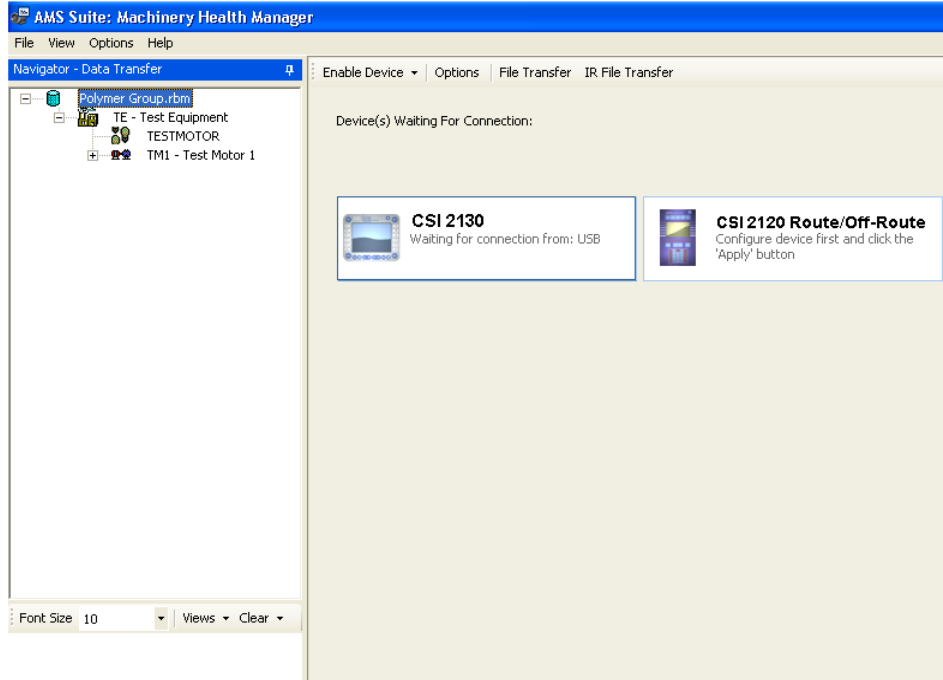 AMS Suite: Machinery Health Manager
File View Options Help
Navigator - Data Transfer
Enable Device Options File Transfer IR File Transfer
Polymer Group.rbm
TE - Test Equipment
TESTMOTOR
TM1 - Test Motor 1
Device(s) Waiting For Connection:
CSI 2130
Waiting for connection from: USB
CSI 2120 Route/Off-Route
Configure device first and click the
'Apply' button
Font Size 10 Views Clear